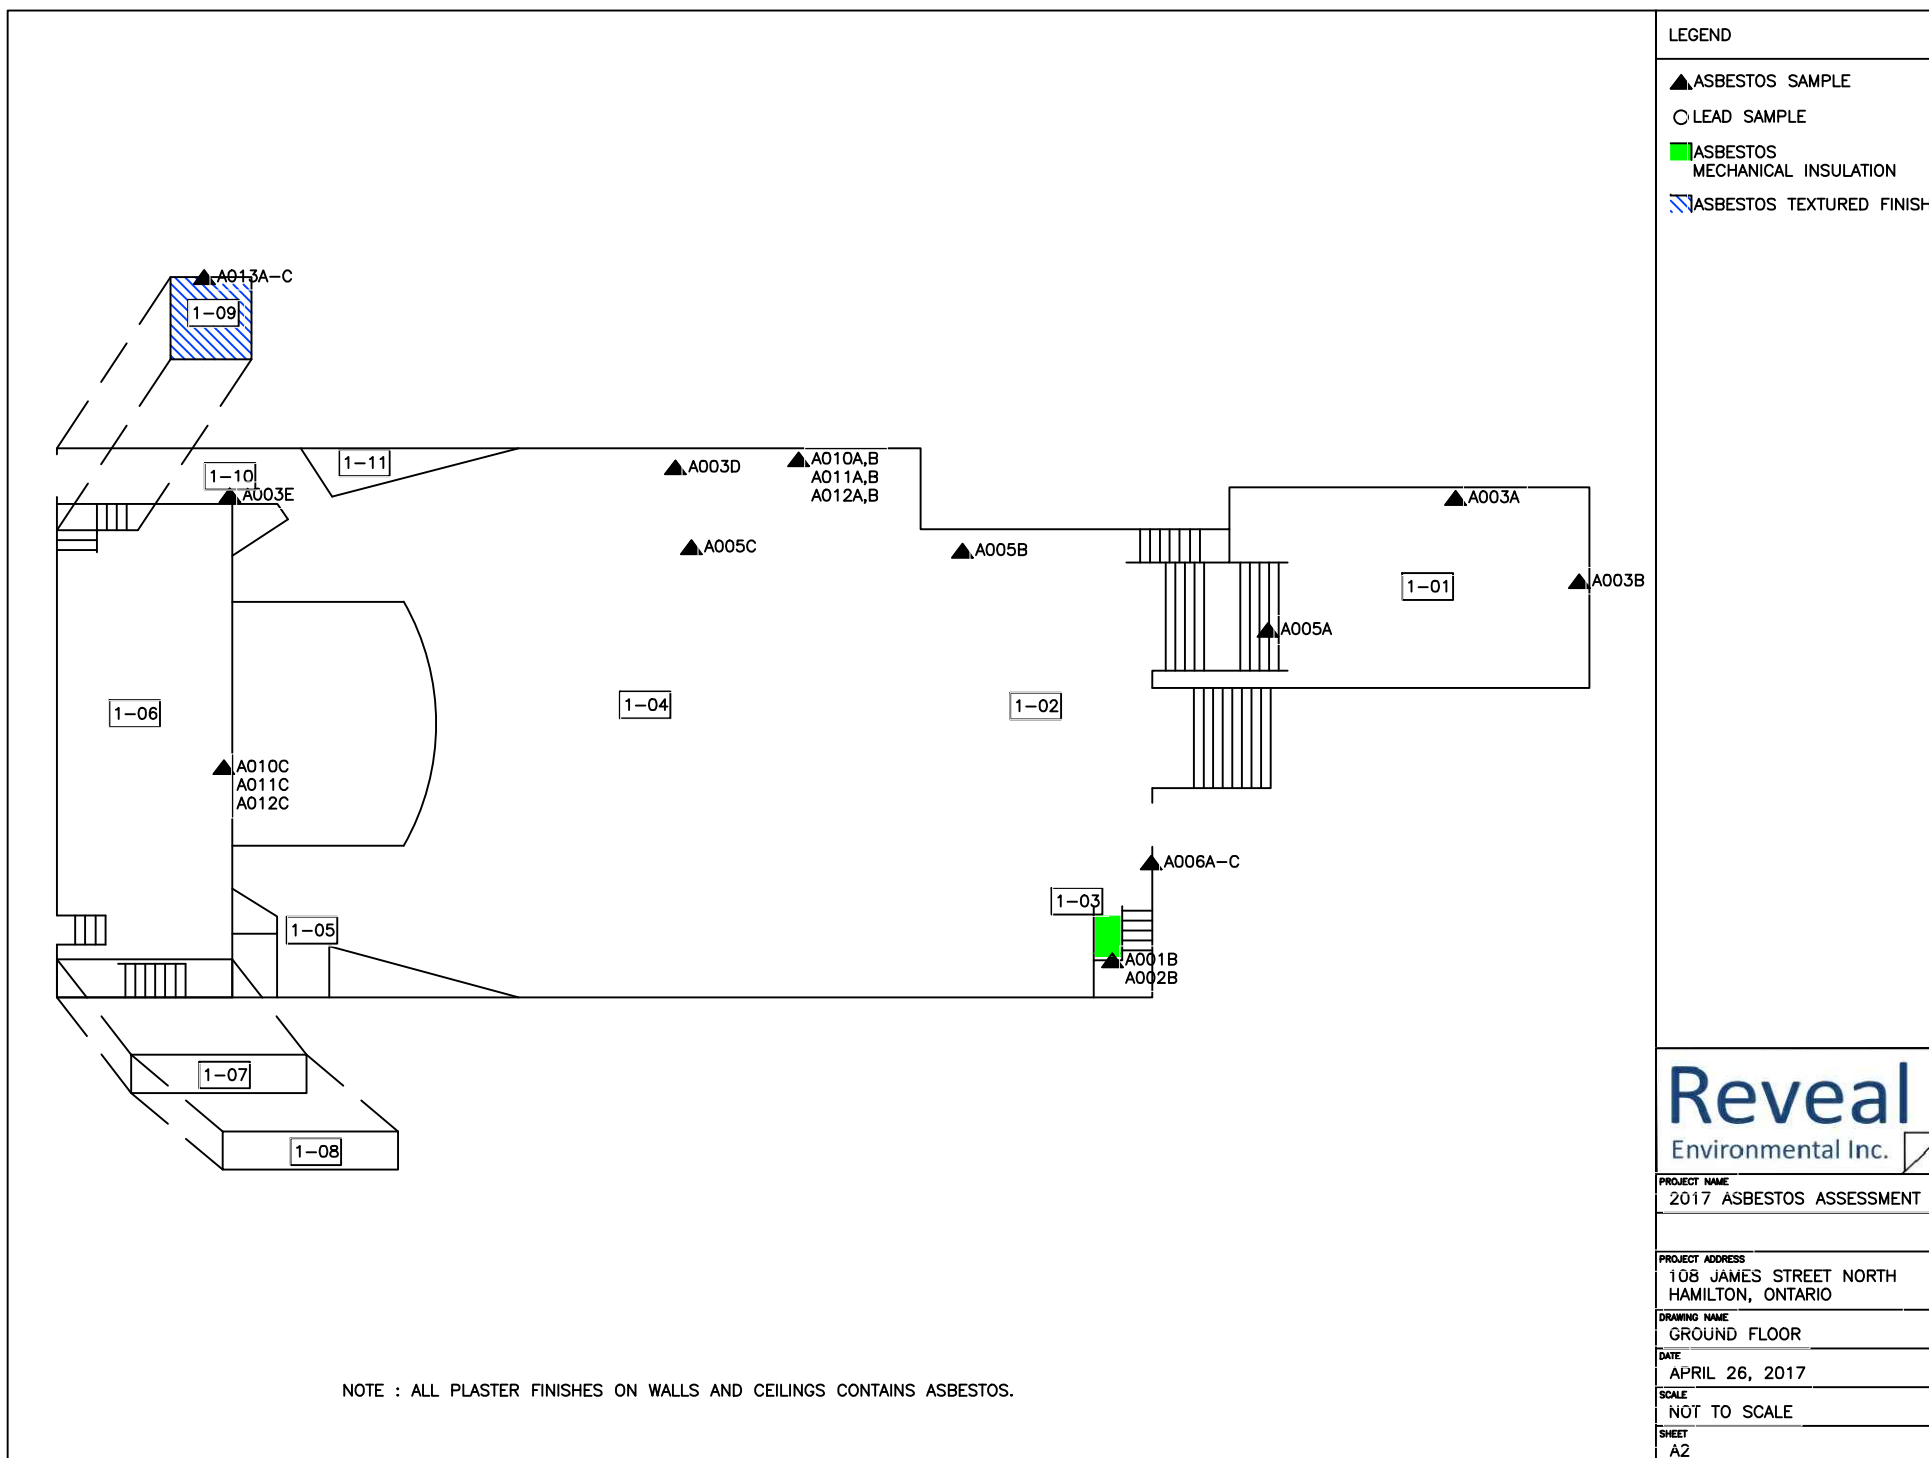 LEGEND
ASBESTOS SAMPLE
LEAD SAMPLE
ASBESTOS
MECHANICAL INSULATION
ASBESTOS TEXTURED FINISH
A013A-C
1-09
1-11
1-10
A003E
A003D
A010A,B
A011A,B
A012A,B
A003A
A005C
A005B
A003B
1-01
A005A
1-06
1-04
1-02
A010C
A011C
A012C
A006A-C
1-03
1-05
A001B
A002B
1-07
1-08
Reveal
Environmental Inc.
PROJECT NAME
2017 ASBESTOS ASSESSMENT
PROJECT ADDRESS
108 JAMES STREET NORTH
HAMILTON, ONTARIO
DRAWING NAME
GROUND FLOOR
DATE
APRIL 26, 2017
SCALE
NOT TO SCALE
SHEET
A2
NOTE : ALL PLASTER FINISHES ON WALLS AND CEILINGS CONTAINS ASBESTOS.